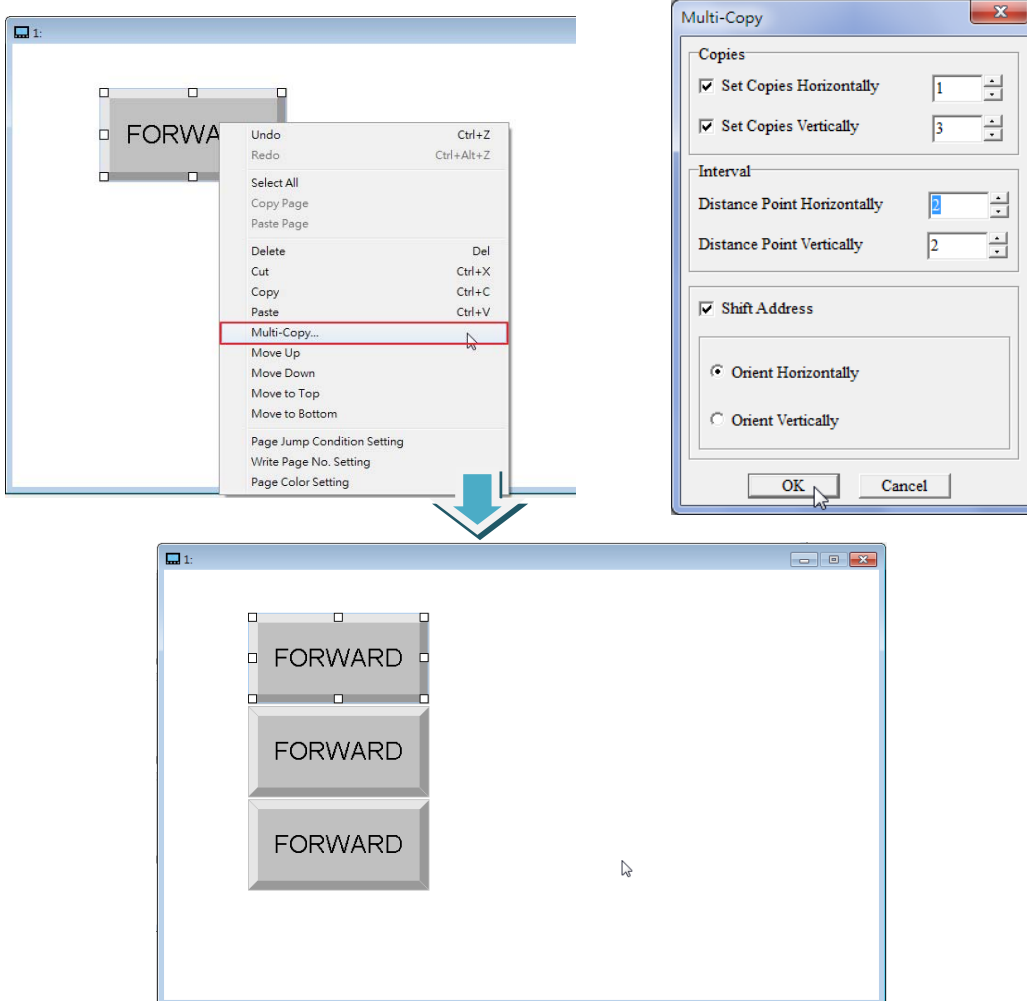 1:
FORWA
Undo Ctrl+Z
Redo Ctrl+Alt+Z
Select All
Copy Page
Paste Page
Delete Del
Cut Ctrl+X
Copy Ctrl+C
Paste Ctrl+V
Multi-Copy...
Move Up
Move Down
Move to Top
Move to Bottom
Page Jump Condition Setting
Write Page No. Setting
Page Color Setting
Multi-Copy
Copies
Set Copies Horizontally 1
Set Copies Vertically 3
Interval
Distance Point Horizontally 2
Distance Point Vertically 2
Shift Address
Orient Horizontally
Orient Vertically
OK Cancel
1:
FORWARD
FORWARD
FORWARD